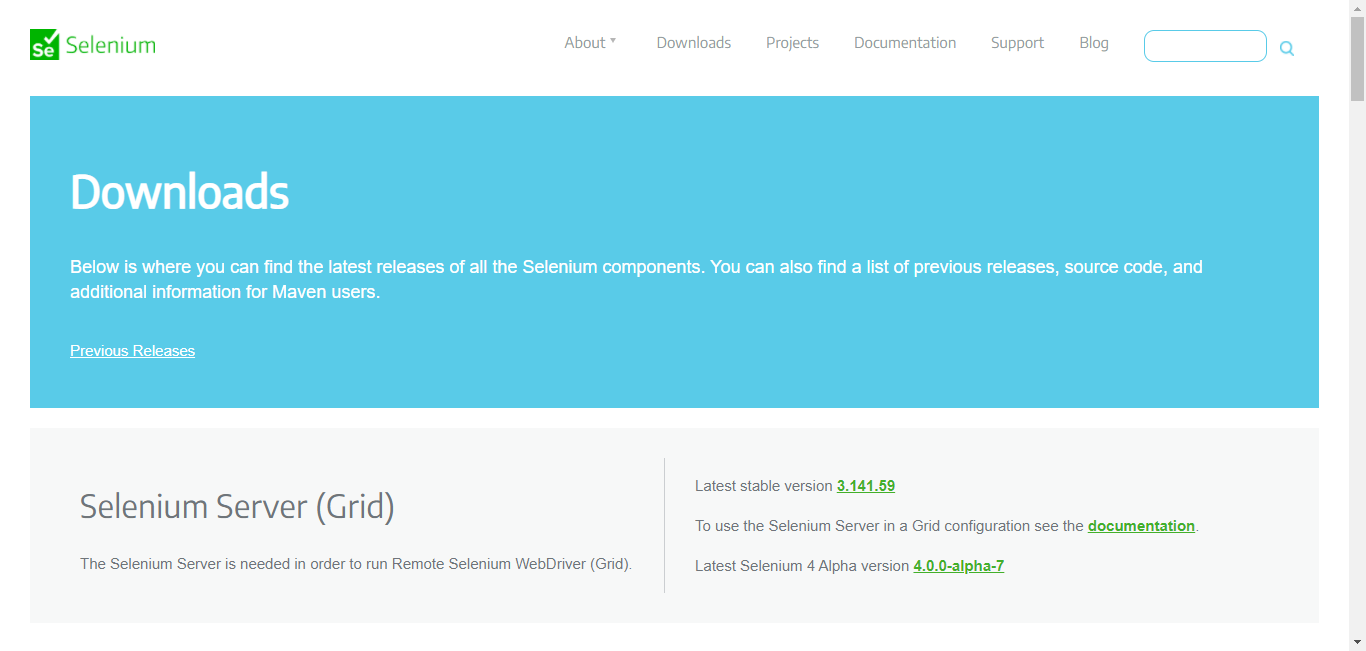 Se Selenium
About Downloads Projects Documentation Support Blog
Downloads
Below is where you can find the latest releases of all the Selenium components. You can also find a list of previous releases, source code, and
additional information for Maven users.
Previous Releases
Selenium Server (Grid)
The Selenium Server is needed in order to run Remote Selenium WebDriver (Grid).
Latest stable version 3.141.59
To use the Selenium Server in a Grid configuration see the documentation.
Latest Selenium 4 Alpha version 4.0.0-alpha-7